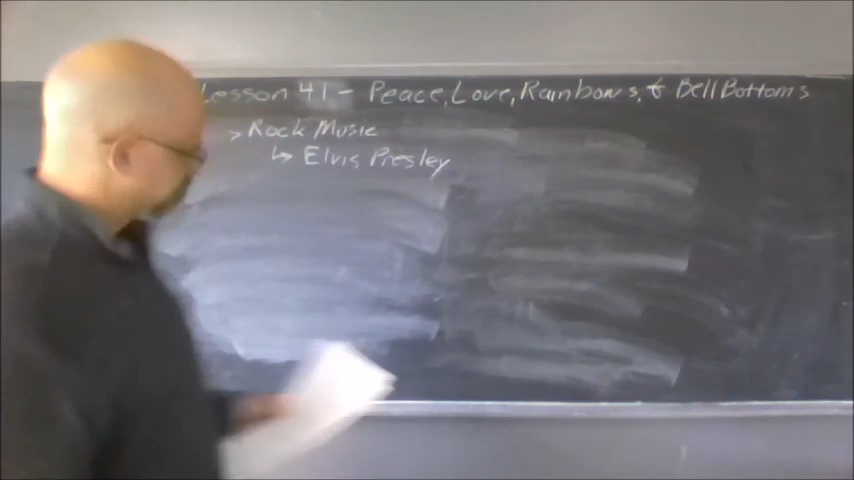 Lesson 41 - Peace, Love, Rainbows, & Bell Bottoms
> Rock Music
↳ Elvis Presley